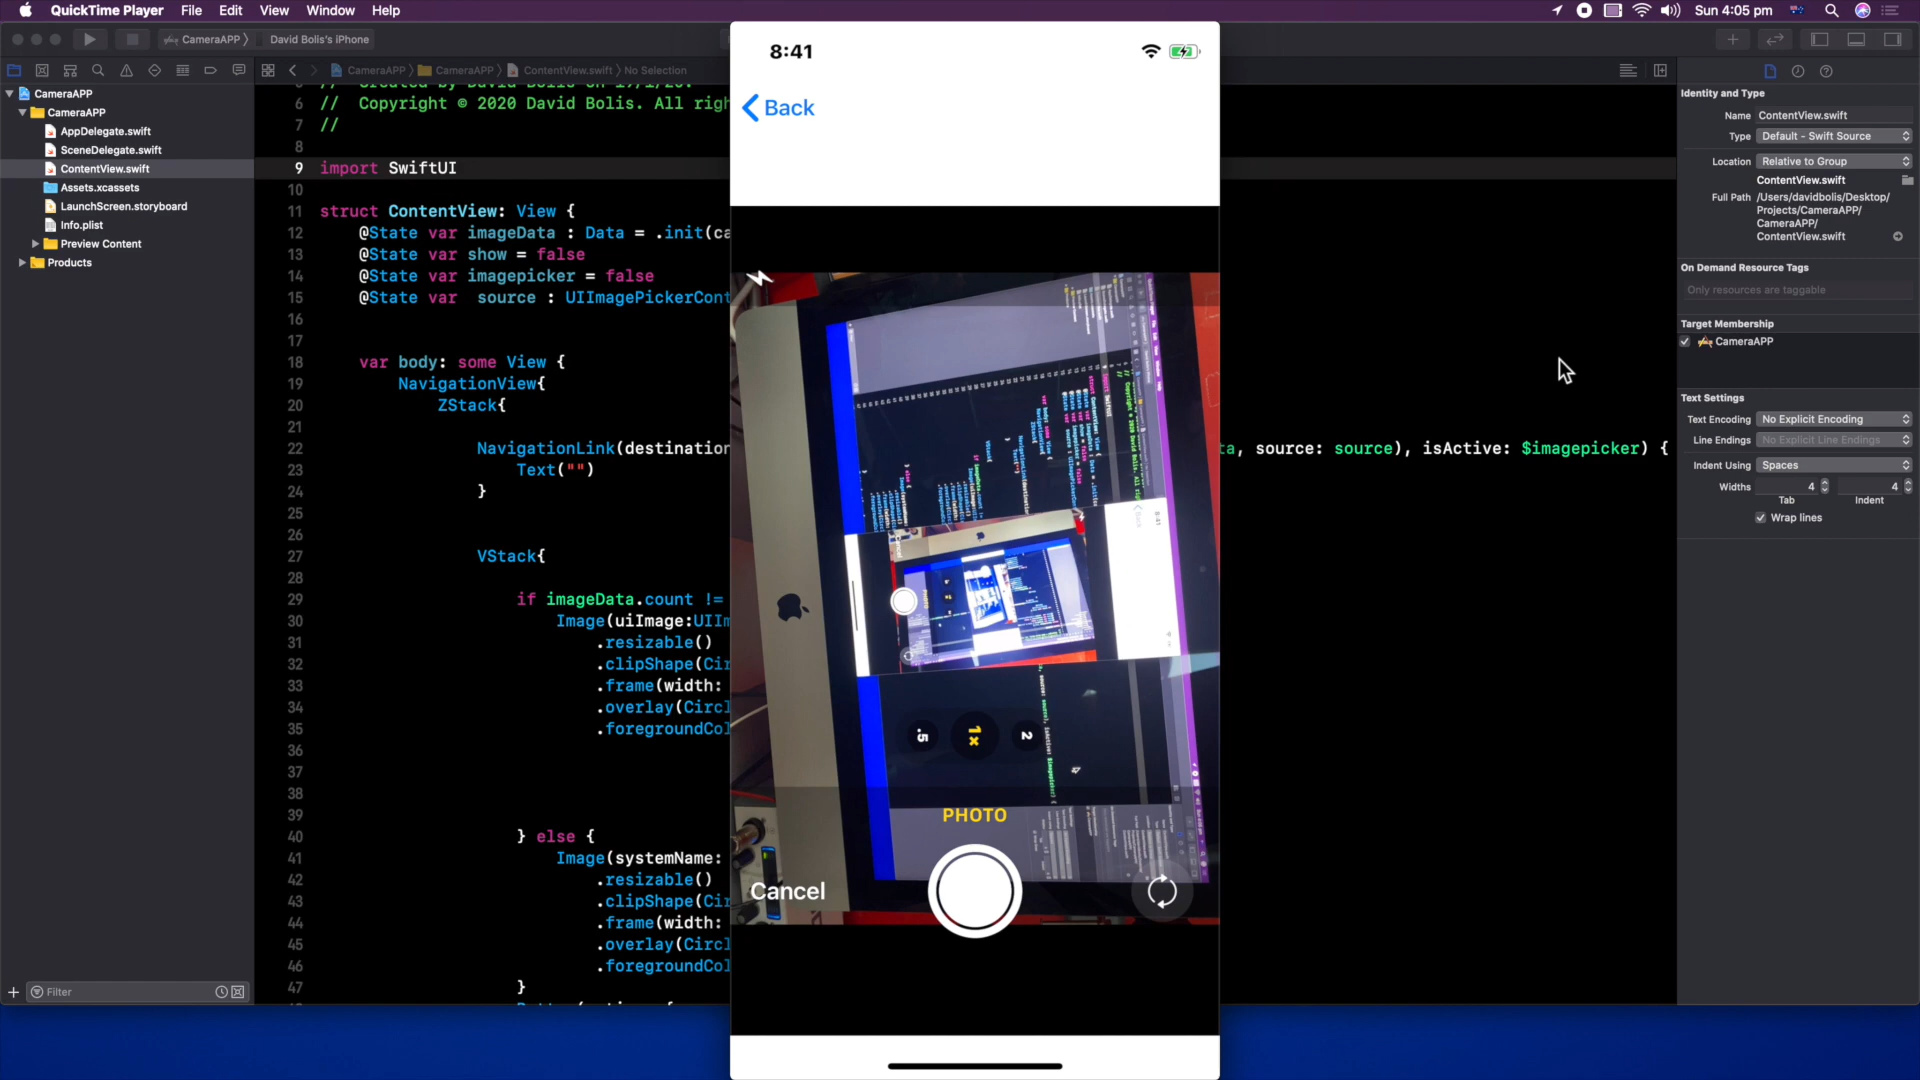 QuickTime Player File Edit View Window Help
Sun 4:05 pm
CameraAPP 〉 David Bolis's iPhone
CameraAPP 〉 CameraAPP 〉 ContentView.swift 〉 No Selection
CameraAPP
CameraAPP
AppDelegate.swift
SceneDelegate.swift
ContentView.swift
Assets.xcassets
LaunchScreen.storyboard
Info.plist
Preview Content
Products
Filter
6 // Copyright © 2020 David Bolis. All righ
7 //
8
9 import SwiftUI
10
11 struct ContentView: View {
12 @State var imageData : Data = .init(ca
13 @State var show = false
14 @State var imagepicker = false
15 @State var source : UIImagePickerCont
16
17
18 var body: some View {
19 NavigationView{
20 ZStack{
21
22 NavigationLink(destination ta, source: source), isActive: $imagepicker) {
23 Text("")
24 }
25
26
27 VStack{
28
29 if imageData.count !=
30 Image(uiImage:UIIm
31 .resizable()
32 .clipShape(Cir
33 .frame(width:
34 .overlay(Circl
35 .foregroundCol
36
37
38
39
40 } else {
41 Image(systemName:
42 .resizable()
43 .clipShape(Cir
44 .frame(width:
45 .overlay(Circl
46 .foregroundCol
47 }
8:41
Back
.5
1×
2
PHOTO
Cancel
Identity and Type
Name ContentView.swift
Type Default - Swift Source
Location Relative to Group
ContentView.swift
Full Path /Users/davidbolis/Desktop/
Projects/CameraAPP/
CameraAPP/
ContentView.swift
On Demand Resource Tags
Only resources are taggable
Target Membership
CameraAPP
Text Settings
Text Encoding No Explicit Encoding
Line Endings No Explicit Line Endings
Indent Using Spaces
Widths 4 4
Tab Indent
Wrap lines